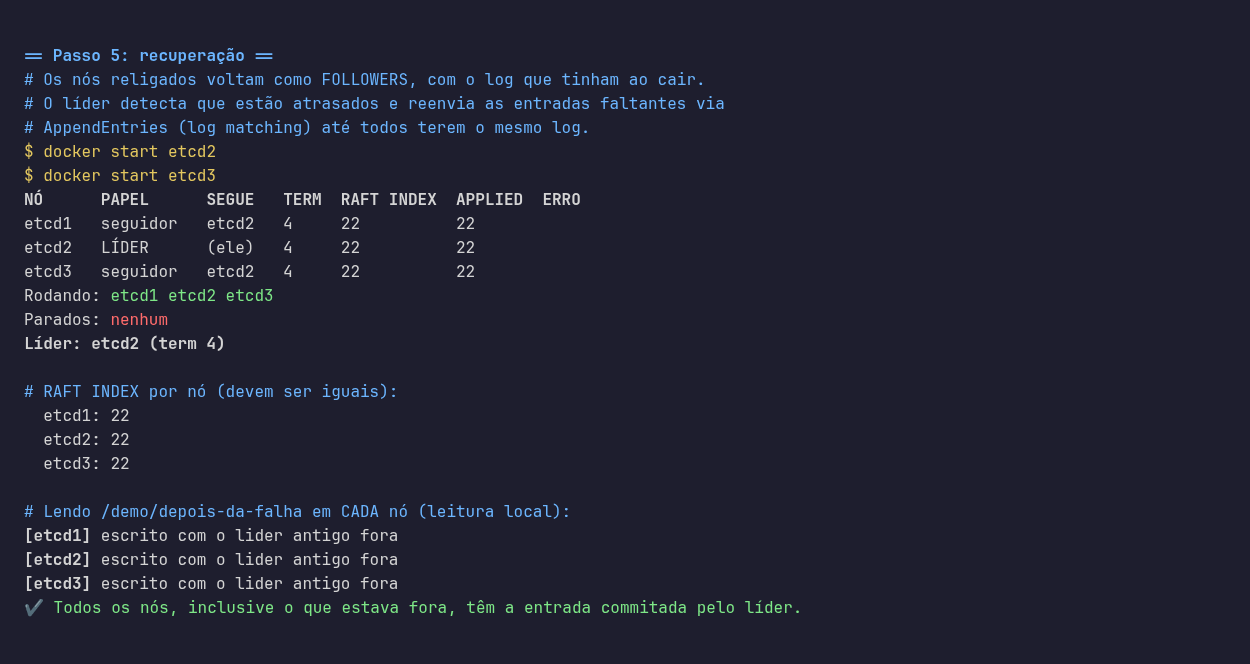 == Passo 5: recuperação ==
# Os nós religados voltam como FOLLOWERS, com o log que tinham ao cair.
# O líder detecta que estão atrasados e reenvia as entradas faltantes via
# AppendEntries (log matching) até todos terem o mesmo log.
$ docker start etcd2
$ docker start etcd3
NÓ      PAPEL      SEGUE   TERM  RAFT INDEX  APPLIED  ERRO
etcd1   seguidor   etcd2   4     22          22
etcd2   LÍDER      (ele)   4     22          22
etcd3   seguidor   etcd2   4     22          22
Rodando: etcd1 etcd2 etcd3
Parados: nenhum
Líder: etcd2 (term 4)
# RAFT INDEX por nó (devem ser iguais):
  etcd1: 22
  etcd2: 22
  etcd3: 22
# Lendo /demo/depois-da-falha em CADA nó (leitura local):
[etcd1] escrito com o lider antigo fora
[etcd2] escrito com o lider antigo fora
[etcd3] escrito com o lider antigo fora
✔ Todos os nós, inclusive o que estava fora, têm a entrada commitada pelo líder.